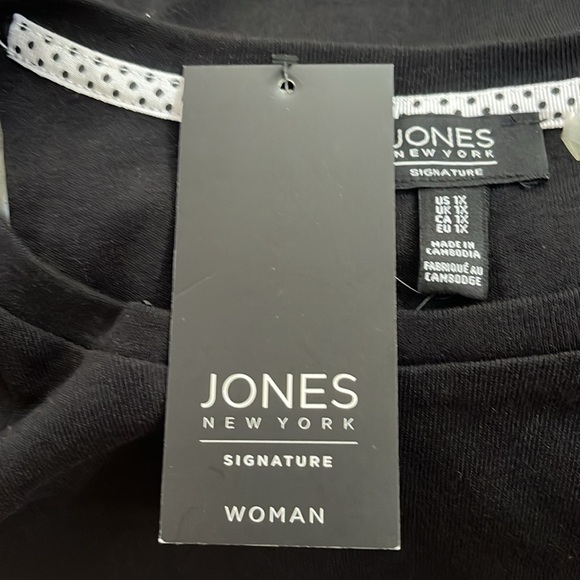 JONES
NEW YORK
SIGNATURE
US 1X
UK 1X
CA 1X
EU 1X
MADE IN
CAMBODIA
FABRIQUÉ AU
CAMBODGE
JONES
NEW YORK
SIGNATURE
WOMAN